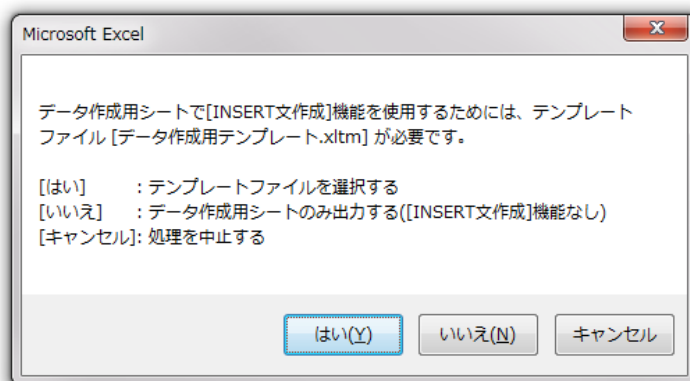 Microsoft Excel
データ作成用シートで[INSERT文作成]機能を使用するためには、テンプレート
ファイル [データ作成用テンプレート.xltm] が必要です。
[はい]　　：テンプレートファイルを選択する
[いいえ]　：データ作成用シートのみ出力する([INSERT文作成]機能なし)
[キャンセル]: 処理を中止する
はい(Y) いいえ(N) キャンセル